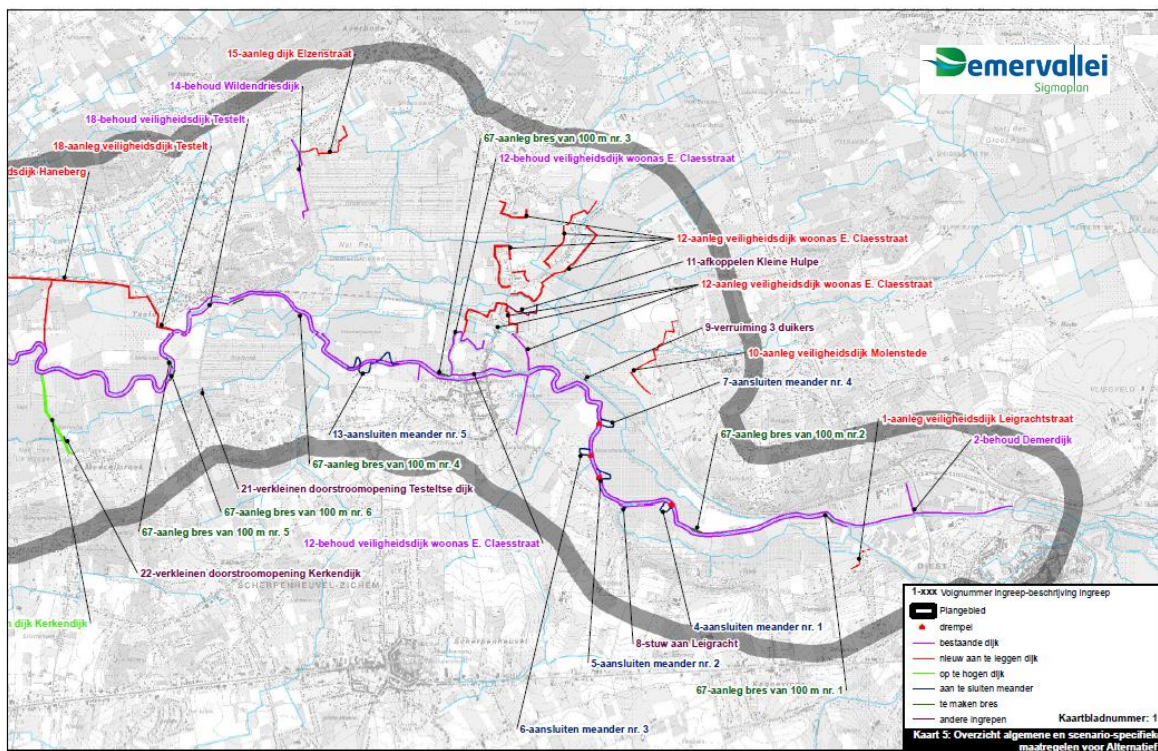 Demervallei
Sigmaplan
15-aanleg dijk Elzenstraat
14-behoud Wildendriesdijk
18-behoud veiligheidsdijk Testelt
67-aanleg bres van 100 m nr. 3
18-aanleg veiligheidsdijk Testelt
12-behoud veiligheidsdijk woonas E. Claesstraat
dsdijk Haneberg
12-aanleg veiligheidsdijk woonas E. Claesstraat
11-afkoppelen Kleine Hulpe
12-aanleg veiligheidsdijk woonas E. Claesstraat
9-verruiming 3 duikers
10-aanleg veiligheidsdijk Molenstede
7-aansluiten meander nr. 4
1-aanleg veiligheidsdijk Leigrachtstraat
13-aansluiten meander nr. 5
67-aanleg bres van 100 m nr.2
2-behoud Demerdijk
67-aanleg bres van 100 m nr. 4
21-verkleinen doorstroomopening Testeltse dijk
67-aanleg bres van 100 m nr. 6
67-aanleg bres van 100 m nr. 5
12-behoud veiligheidsdijk woonas E. Claesstraat
DIEST
22-verkleinen doorstroomopening Kerkendijk
SCHERPENHEUVEL-ZICHEM
n dijk Kerkendijk
4-aansluiten meander nr. 1
Scherpenheuvel
8-stuw aan Leigracht
5-aansluiten meander nr. 2
67-aanleg bres van 100 m nr. 1
6-aansluiten meander nr. 3
1-xxx Volgnummer ingreep-beschrijving ingreep
Plangebied
drempel
bestaande dijk
nieuw aan te leggen dijk
op te hogen dijk
aan te sluiten meander
te maken bres
andere ingrepen
Kaartbladnummer: 1
Kaart 5: Overzicht algemene en scenario-specifieke
maatregelen voor Alternatief